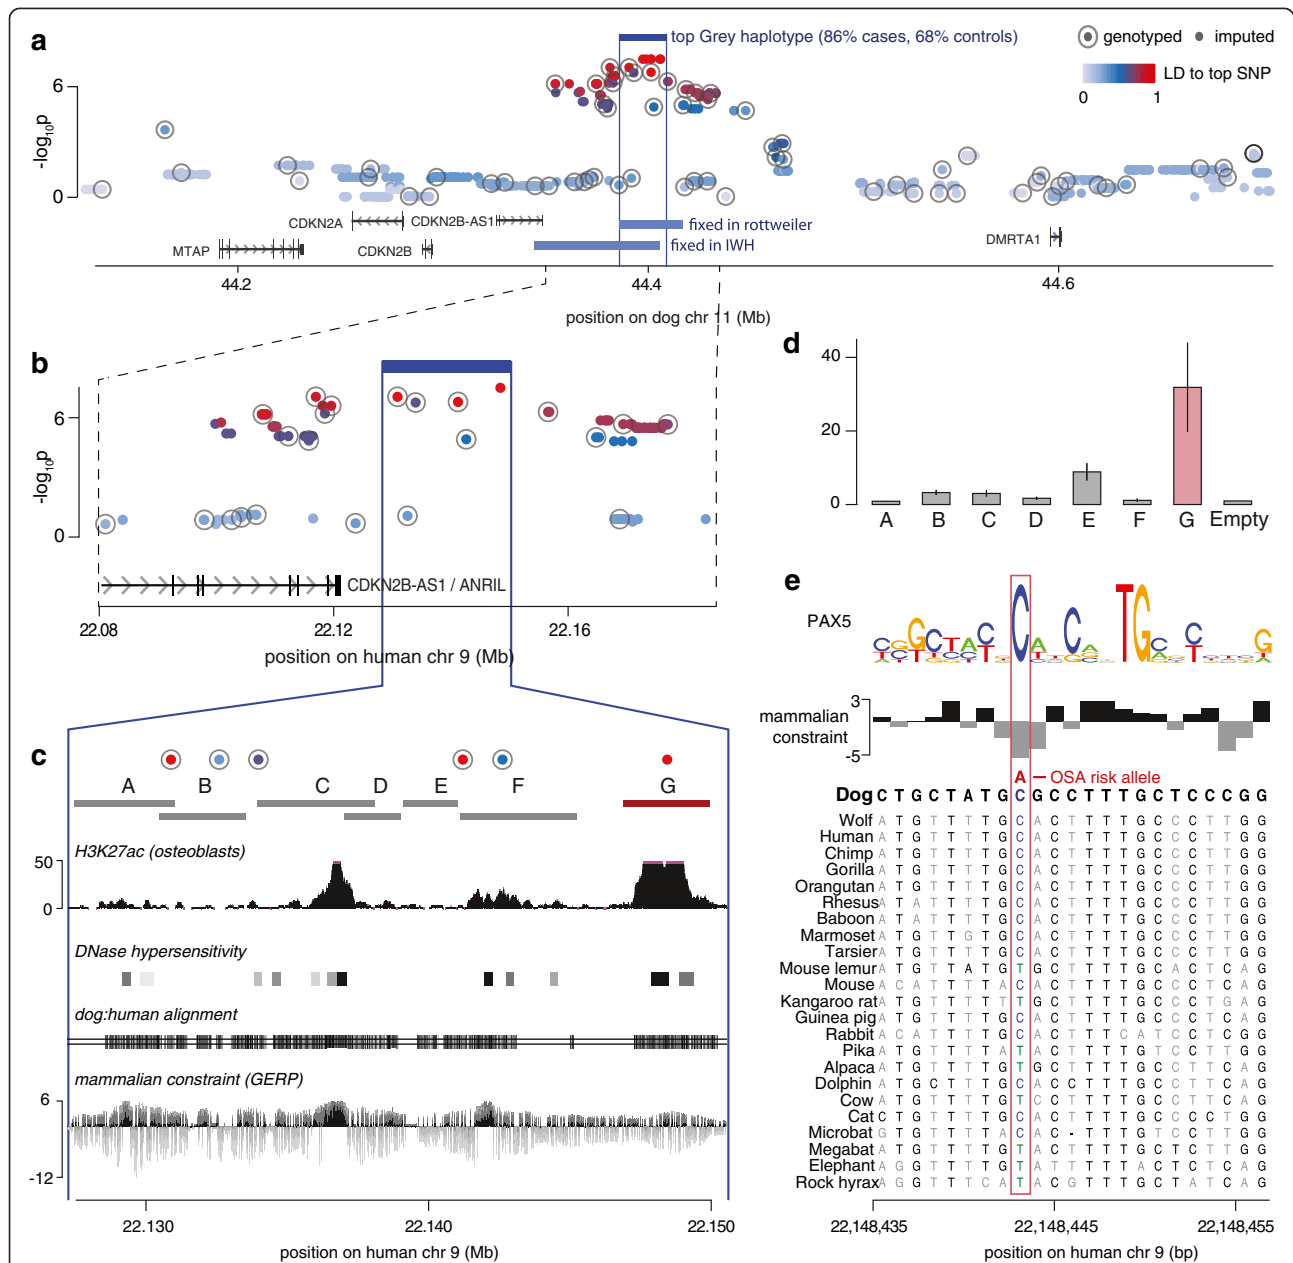 a
top Grey haplotype (86% cases, 68% controls)
genotyped
imputed
LD to top SNP
0
1
6
0
-log10p
CDKN2A
CDKN2B-AS1
MTAP
CDKN2B
DMRTA1
fixed in rottweiler
fixed in IWH
44.2
44.4
44.6
position on dog chr 11 (Mb)
b
6
0
-log10p
CDKN2B-AS1 / ANRIL
22.08
22.12
22.16
position on human chr 9 (Mb)
c
A
B
C
D
E
F
G
H3K27ac (osteoblasts)
50
0
DNase hypersensitivity
dog:human alignment
mammalian constraint (GERP)
6
-12
22.130
22.140
22.150
position on human chr 9 (Mb)
d
40
20
0
A B C D E F G Empty
e
PAX5
3
mammalian
constraint
-5
A – OSA risk allele
Dog C T G C T A T G C G C C T T T G C T C C C G G
Wolf A T G T T T T G C A C T T T T G C C C T T G G
Human A T G T T T T G C A C T T T T G C C C T T G G
Chimp A T G T T T T G C A C T T T T G C C C T T G G
Gorilla A T G T T T T G C A C T T T T G C C C T T G G
Orangutan A T G T T T T G C A C T T T T G C C C T T G G
Rhesus A T A T T T T G C A C T T T T G C C C T T G G
Baboon A T A T T T T G C A C T T T T G C C C T T G G
Marmoset A T G T T G T G C A C T T T T G C C C T T G G
Tarsier A T G T T T T G C A C T T T T G C C C T T G G
Mouse lemur A T G T T A T G T G C T T T T G C A C T C A G
Mouse A C A T T T T A C A C T T T T G C C C T C A G
Kangaroo rat A T G T T T T T T G C T T T T G C C C T G A G
Guinea pig A T G T T T T G C A C T T T T G C C C T C A G
Rabbit A C A T T T T G C A C T T T C A T C C T C G G
Pika A T G T T T T A T A C T T T T G T C C T T G G
Alpaca A T G T T T T G T G C T T T T G C C C T T C A G
Dolphin A T G C T T T G C A C C T T T G C C T T C A G
Cow A T G T T T T G T C C T T T T G C C T T C A G
Cat C T G T T T T G C A C T T T T G C C C C T G G
Microbat G T G T T T T A C A C - T T T G T C C T T G G
Megabat A T G T T T T G T A C T T T T G C T C T T G G
Elephant A G G T T T T G T A T T T T T A C T C T C A G
Rock hyrax A G G T T T C A T A C G T T T G C T A T C A G
22,148,435
22,148,445
22,148,455
position on human chr 9 (bp)